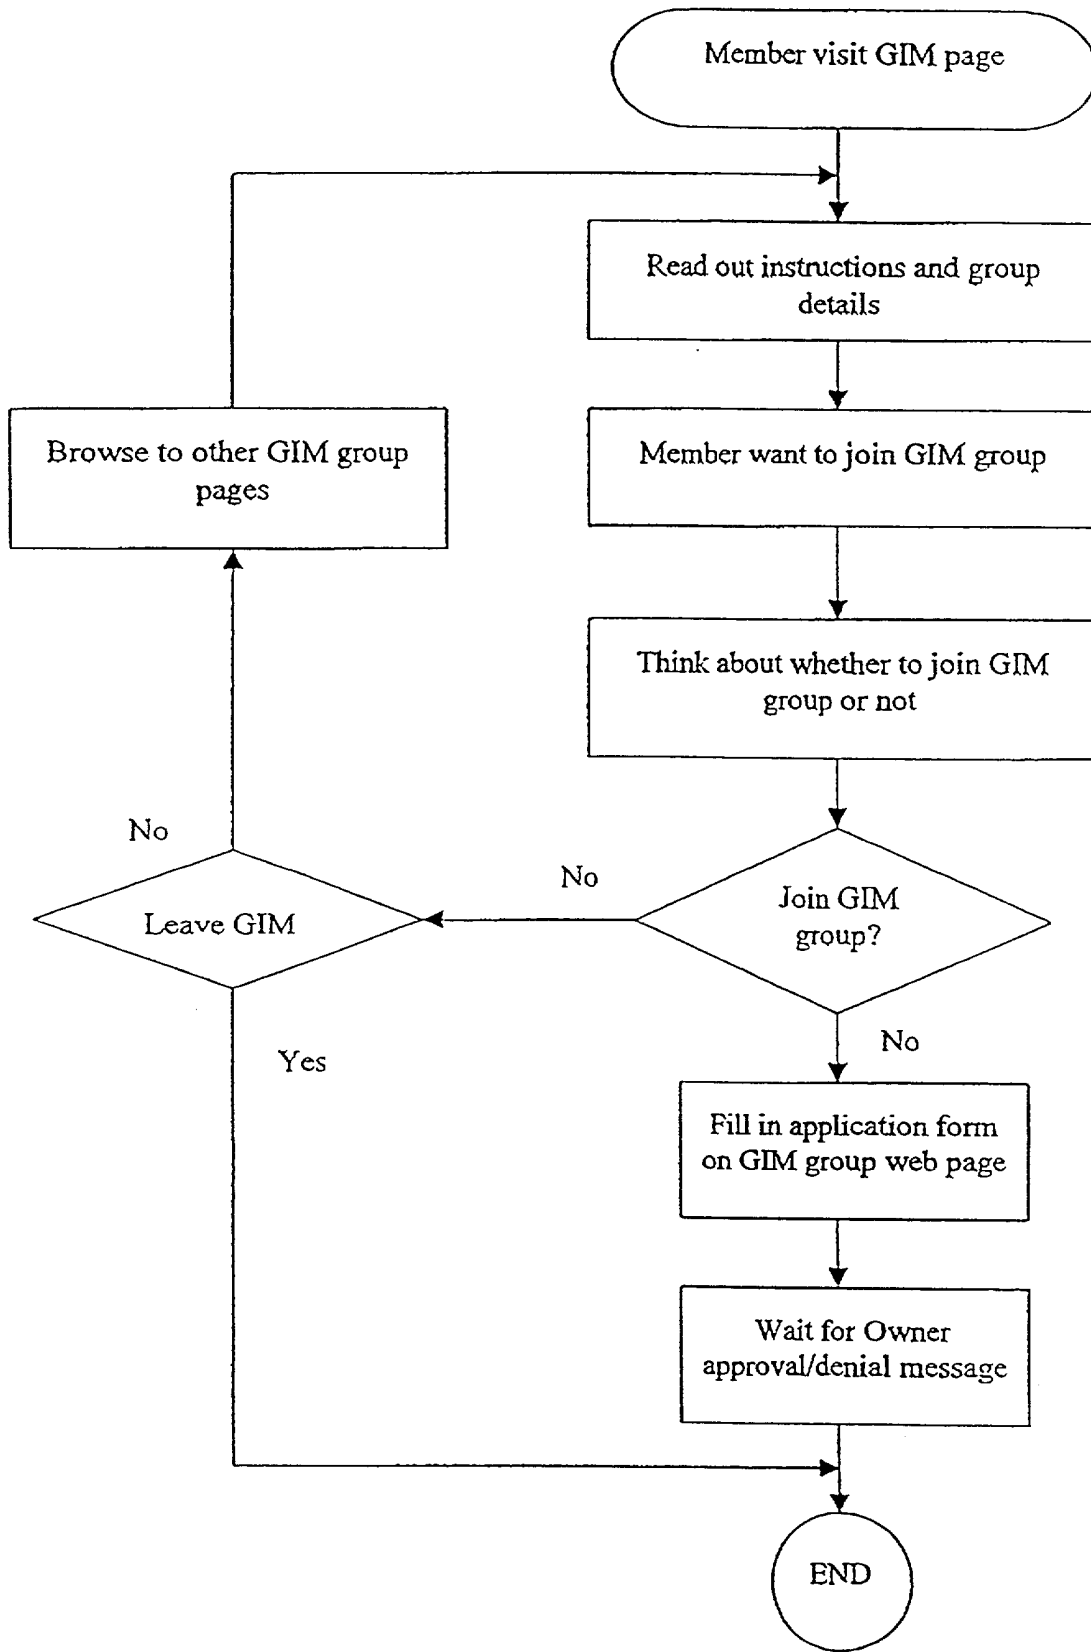 Member visit GIM page
Read out instructions and group
details
Browse to other GIM group
pages
Member want to join GIM group
Think about whether to join GIM
group or not
No
No
Leave GIM
Join GIM
group?
Yes
No
Fill in application form
on GIM group web page
Wait for Owner
approval/denial message
END